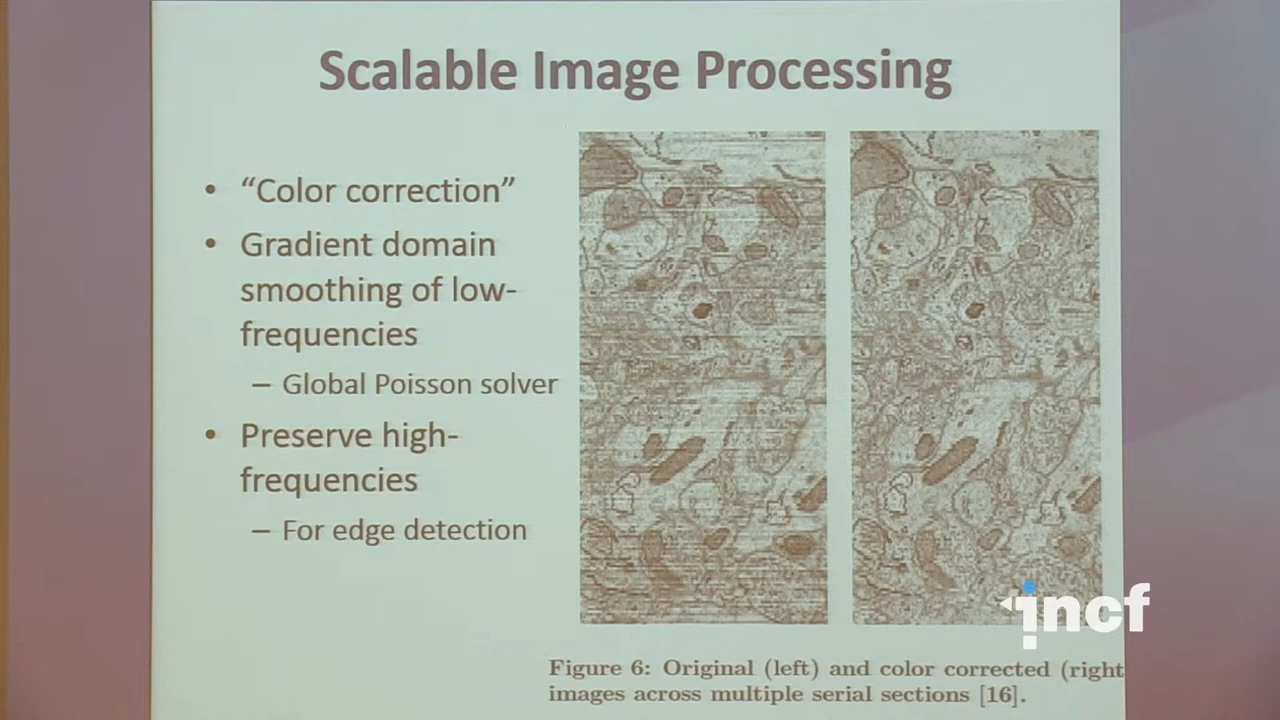 Scalable Image Processing
• “Color correction”
• Gradient domain
smoothing of low-
frequencies
– Global Poisson solver
• Preserve high-
frequencies
– For edge detection
incf
Figure 6: Original (left) and color corrected (right
images across multiple serial sections [16].